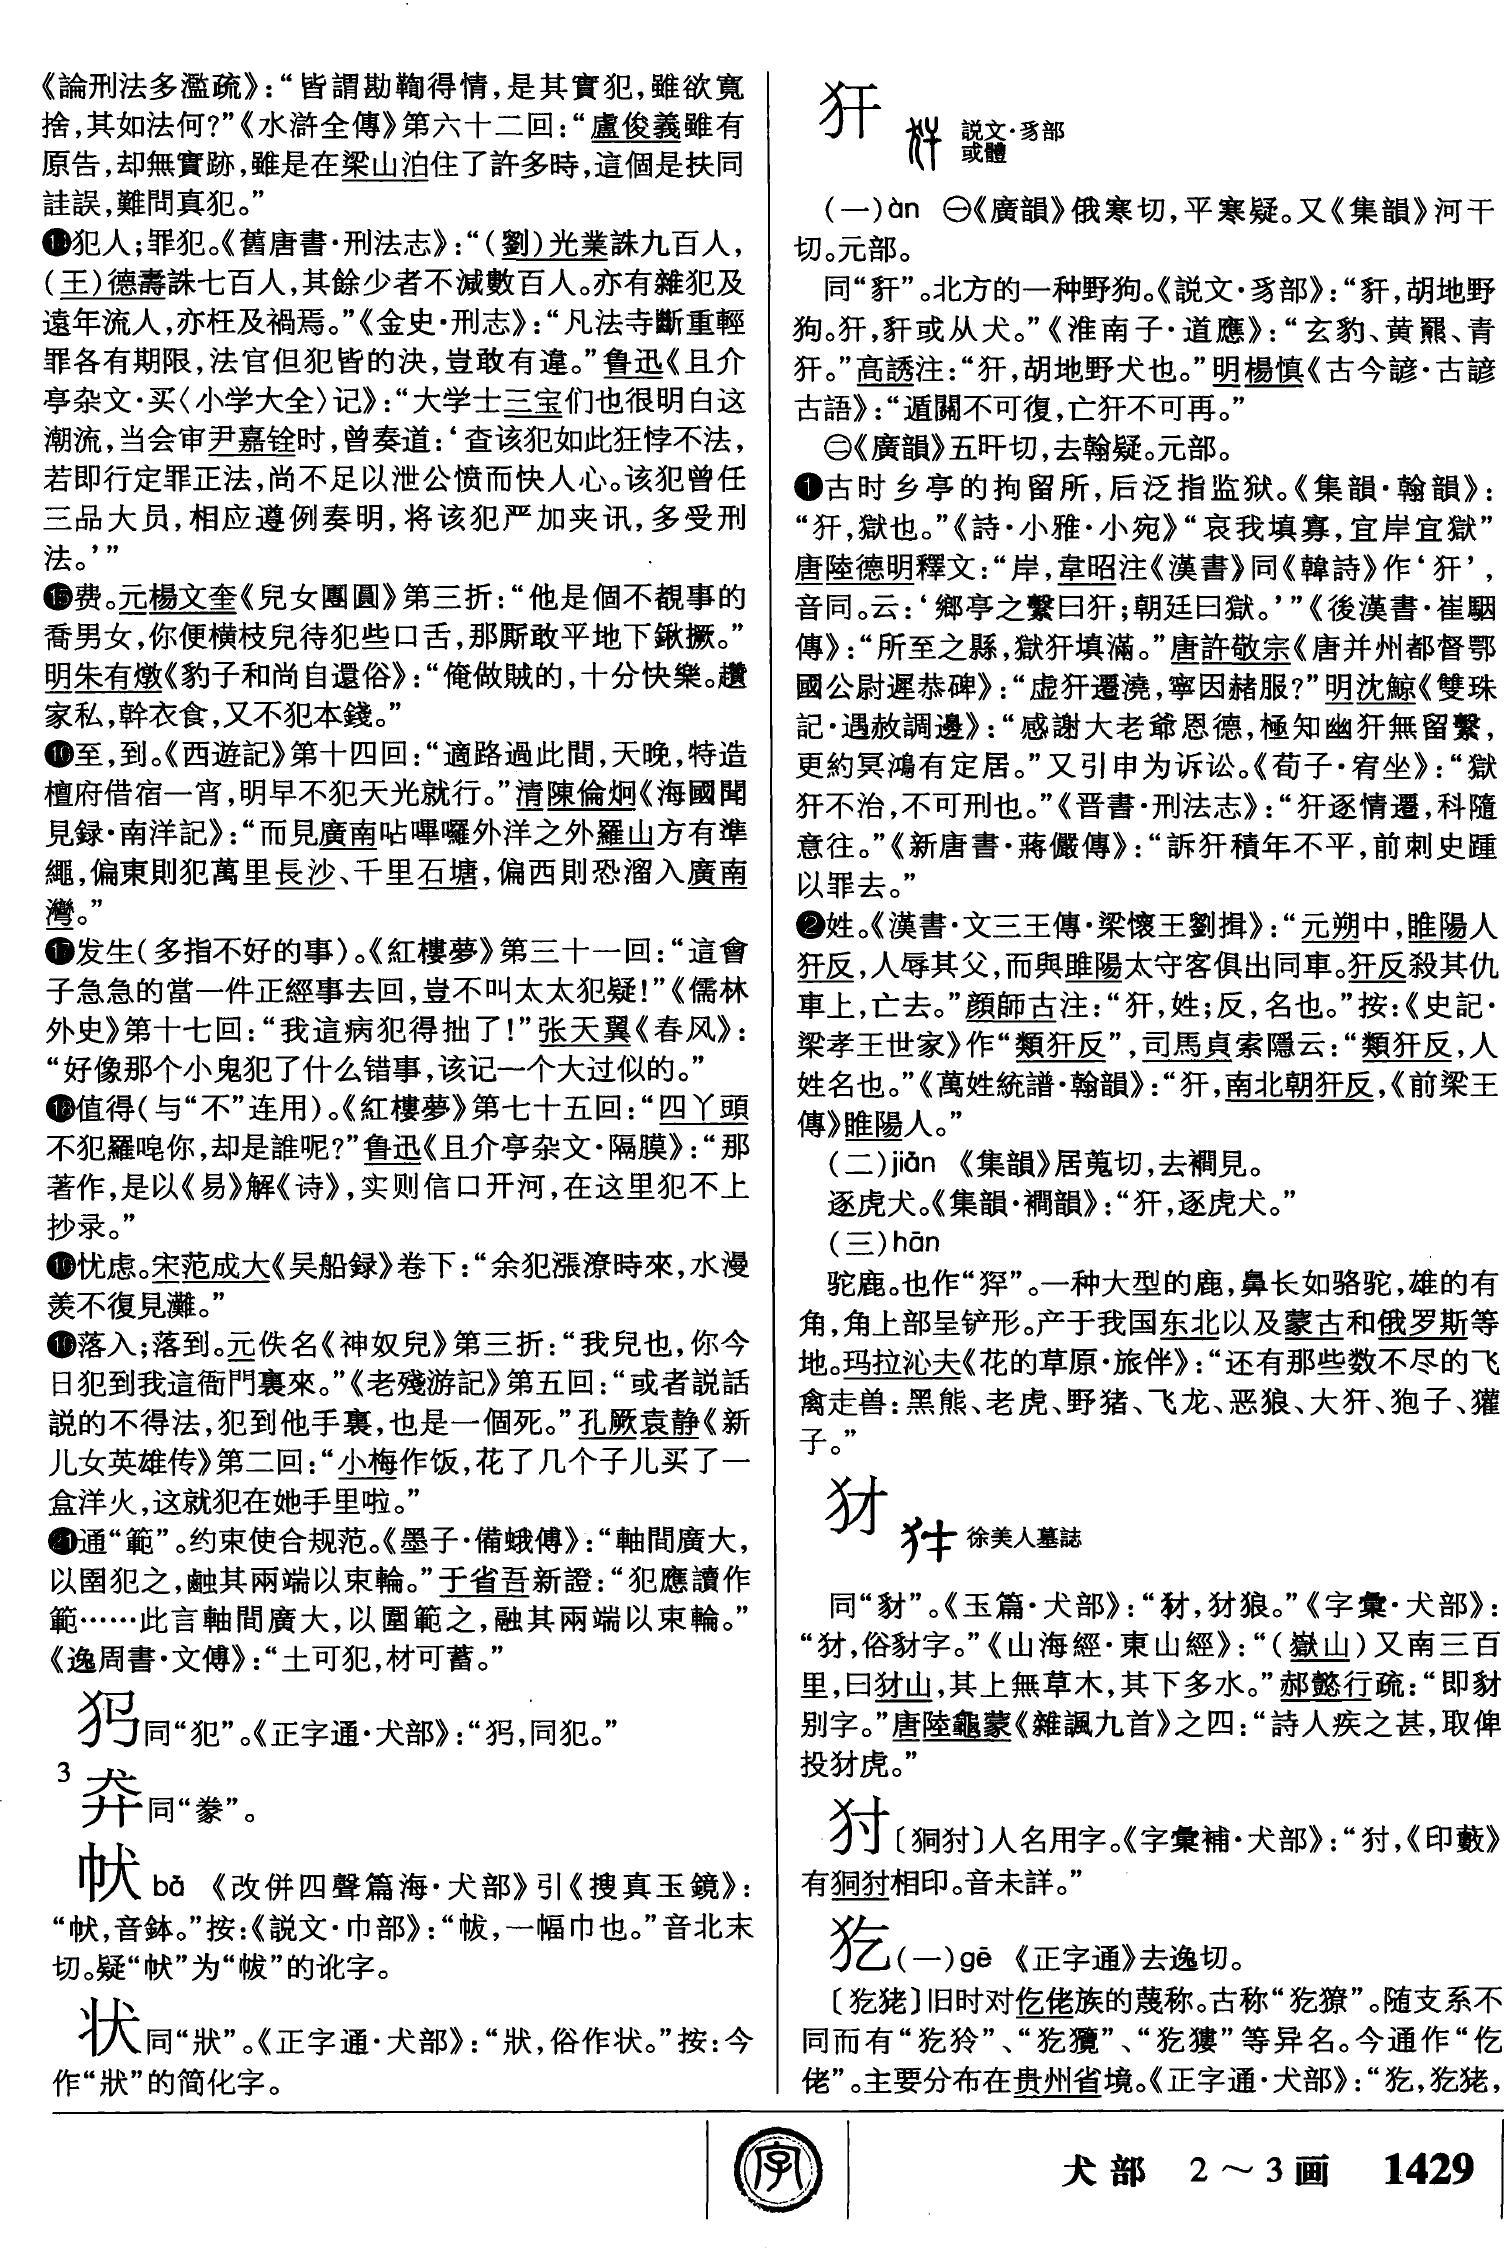 《論刑法多濫疏》：“皆謂勘鞫得情，是其實犯，雖欲寬
捨，其如法何？”《水滸全傳》第六十二回：“盧俊義雖有
原告，却無實跡，雖是在梁山泊住了許多時，這個是扶同
詿誤，難問真犯。”
⓮犯人；罪犯。《舊唐書·刑法志》：“（劉）光業誅九百人，
（王）德壽誅七百人，其餘少者不減數百人。亦有雜犯及
遠年流人，亦枉及禍焉。”《金史·刑志》：“凡法寺斷重輕
罪各有期限，法官但犯皆的決，豈敢有違。”鲁迅《且介
亭杂文·买〈小学大全〉记》：“大学士三宝们也很明白这
潮流，当会审尹嘉铨时，曾奏道：‘查该犯如此狂悖不法，
若即行定罪正法，尚不足以泄公愤而快人心。该犯曾任
三品大员，相应遵例奏明，将该犯严加夹讯，多受刑
法。’”
⓯费。元楊文奎《兒女團圓》第三折：“他是個不覩事的
喬男女，你便横枝兒待犯些口舌，那厮敢平地下鍬撅。”
明朱有燉《豹子和尚自還俗》：“俺做賊的，十分快樂。趲
家私，幹衣食，又不犯本錢。”
⓰至，到。《西遊記》第十四回：“適路過此間，天晚，特造
檀府借宿一宵，明早不犯天光就行。”清陳倫炯《海國聞
見録·南洋記》：“而見廣南呫嗶囉外洋之外羅山方有準
繩，偏東則犯萬里長沙、千里石塘，偏西則恐溜入廣南
灣。”
⓱发生（多指不好的事）。《紅樓夢》第三十一回：“這會
子急急的當一件正經事去回，豈不叫太太犯疑！”《儒林
外史》第十七回：“我這病犯得拙了！”张天翼《春风》：
“好像那个小鬼犯了什么错事，该记一个大过似的。”
⓲值得（与“不”连用）。《紅樓夢》第七十五回：“四丫頭
不犯羅唣你，却是誰呢？”鲁迅《且介亭杂文·隔膜》：“那
著作，是以《易》解《诗》，实则信口开河，在这里犯不上
抄录。”
⓳忧虑。宋范成大《吴船録》卷下：“余犯漲潦時來，水漫
羨不復見灘。”
⓴落入；落到。元佚名《神奴兒》第三折：“我兒也，你今
日犯到我這衙門裏來。”《老殘游記》第五回：“或者説話
説的不得法，犯到他手裏，也是一個死。”孔厥袁静《新
儿女英雄传》第二回：“小梅作饭，花了几个子儿买了一
盒洋火，这就犯在她手里啦。”
㉑通“範”。约束使合规范。《墨子·備蛾傅》：“軸間廣大，
以圉犯之，䖒其兩端以束輪。”于省吾新證：“犯應讀作
範……此言軸間廣大，以圍範之，融其兩端以束輪。”
《逸周書·文傳》：“土可犯，材可蓄。”
犸同“犯”。《正字通·犬部》：“犸，同犯。”
3
㚏同“豢”。
㠲bǎ 《改併四聲篇海·犬部》引《搜真玉鏡》：
“㠲，音鉢。”按：《説文·巾部》：“帗，一幅巾也。”音北末
切。疑“㠲”为“帗”的讹字。
状同“狀”。《正字通·犬部》：“狀，俗作状。”按：今
作“狀”的简化字。
犴 説文·豸部
或體
（一）àn ㊀《廣韻》俄寒切，平寒疑。又《集韻》河干
切。元部。
同“豻”。北方的一种野狗。《説文·豸部》：“豻，胡地野
狗。犴，豻或从犬。”《淮南子·道應》：“玄豹、黄羆、青
犴。”高誘注：“犴，胡地野犬也。”明楊慎《古今諺·古諺
古語》：“遁關不可復，亡犴不可再。”
㊁《廣韻》五旰切，去翰疑。元部。
❶古时乡亭的拘留所，后泛指监狱。《集韻·翰韻》：
“犴，獄也。”《詩·小雅·小宛》“哀我填寡，宜岸宜獄”
唐陸德明釋文：“岸，韋昭注《漢書》同《韓詩》作‘犴’，
音同。云：‘鄉亭之繫曰犴；朝廷曰獄。’”《後漢書·崔駰
傳》：“所至之縣，獄犴填滿。”唐許敬宗《唐并州都督鄂
國公尉遲恭碑》：“虚犴遷澆，寧因赭服？”明沈鯨《雙珠
記·遇赦調邊》：“感謝大老爺恩德，極知幽犴無留繫，
更約冥鴻有定居。”又引申为诉讼。《荀子·宥坐》：“獄
犴不治，不可刑也。”《晋書·刑法志》：“犴逐情遷，科隨
意往。”《新唐書·蔣儼傳》：“訴犴積年不平，前刺史踵
以罪去。”
❷姓。《漢書·文三王傳·梁懷王劉揖》：“元朔中，睢陽人
犴反，人辱其父，而與睢陽太守客俱出同車。犴反殺其仇
車上，亡去。”顔師古注：“犴，姓；反，名也。”按：《史記·
梁孝王世家》作“類犴反”，司馬貞索隱云：“類犴反，人
姓名也。”《萬姓統譜·翰韻》：“犴，南北朝犴反，《前梁王
傳》睢陽人。”
（二）jiàn 《集韻》居莧切，去襇見。
逐虎犬。《集韻·襇韻》：“犴，逐虎犬。”
（三）hān
驼鹿。也作“猂”。一种大型的鹿，鼻长如骆驼，雄的有
角，角上部呈铲形。产于我国东北以及蒙古和俄罗斯等
地。玛拉沁夫《花的草原·旅伴》：“还有那些数不尽的飞
禽走兽：黑熊、老虎、野猪、飞龙、恶狼、大犴、狍子、獾
子。”
犲 徐美人墓誌
同“豺”。《玉篇·犬部》：“犲，犲狼。”《字彙·犬部》：
“犲，俗豺字。”《山海經·東山經》：“（嶽山）又南三百
里，曰犲山，其上無草木，其下多水。”郝懿行疏：“即豺
别字。”唐陸龜蒙《雜諷九首》之四：“詩人疾之甚，取俾
投犲虎。”
㹥〔狪㹥〕人名用字。《字彙補·犬部》：“㹥，《印藪》
有狪㹥相印。音未詳。”
犵（一）gē 《正字通》去逸切。
〔犵狫〕旧时对仡佬族的蔑称。古称“犵獠”。随支系不
同而有“犵狑”、“犵㺜”、“犵㺏”等异名。今通作“仡
佬”。主要分布在贵州省境。《正字通·犬部》：“犵，犵狫，
字
犬部 2～3画 1429